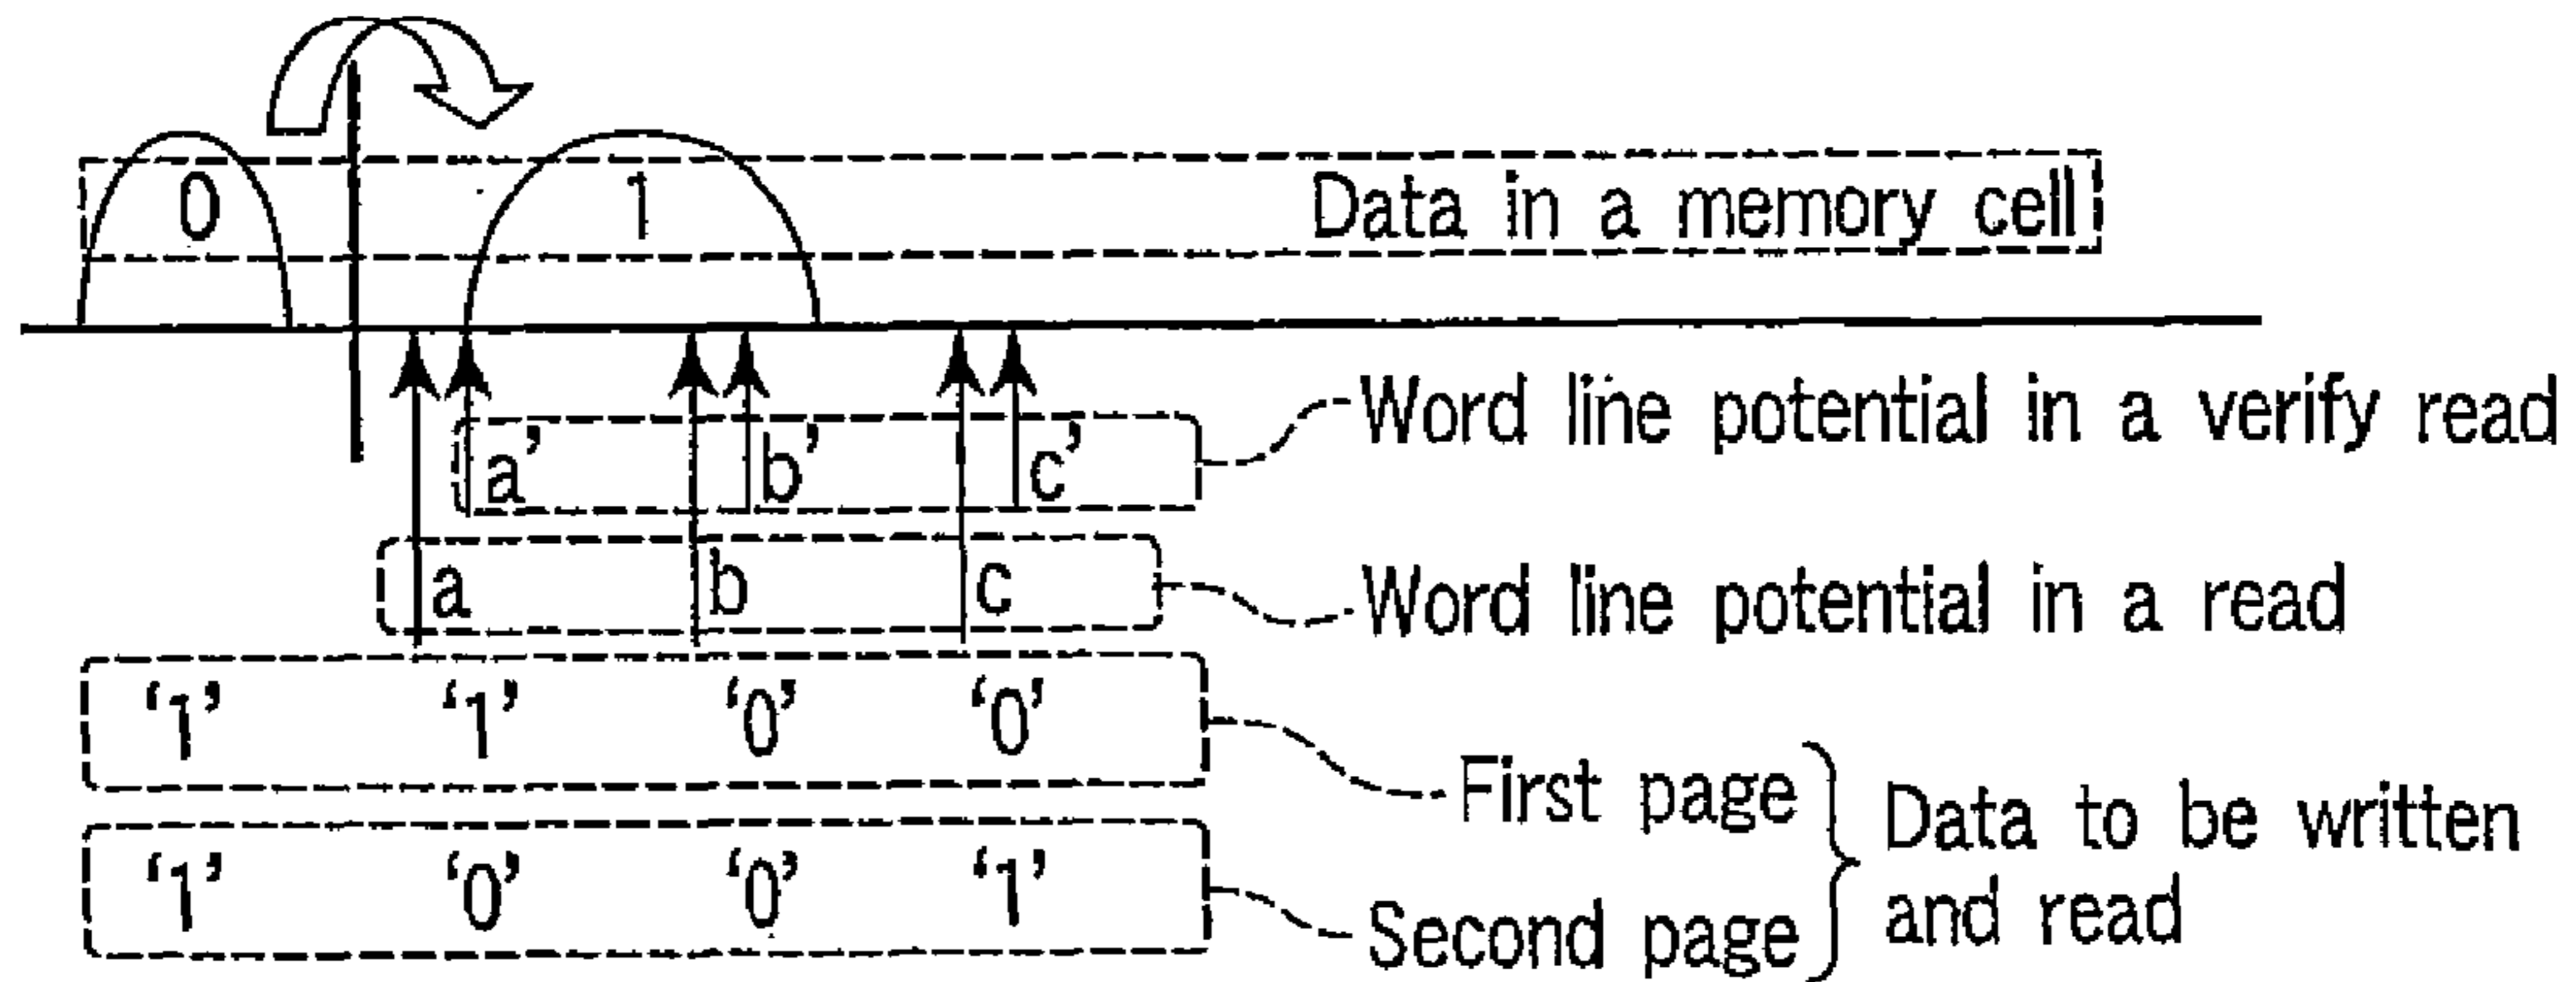 0 1 Data in a memory cell
a' b' c' Word line potential in a verify read
a b c Word line potential in a read
'1' '1' '0' '0'
First page
'1' '0' '0' '1'
Second page
Data to be written
and read